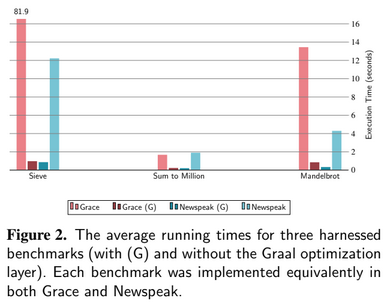 81.9
16
14
12
10
8
6
4
2
0
Execution Time (seconds)
Sieve
Sum to Million
Mandelbrot
Grace
Grace (G)
Newspeak (G)
Newspeak
Figure 2. The average running times for three harnessed
benchmarks (with (G) and without the Graal optimization
layer). Each benchmark was implemented equivalently in
both Grace and Newspeak.